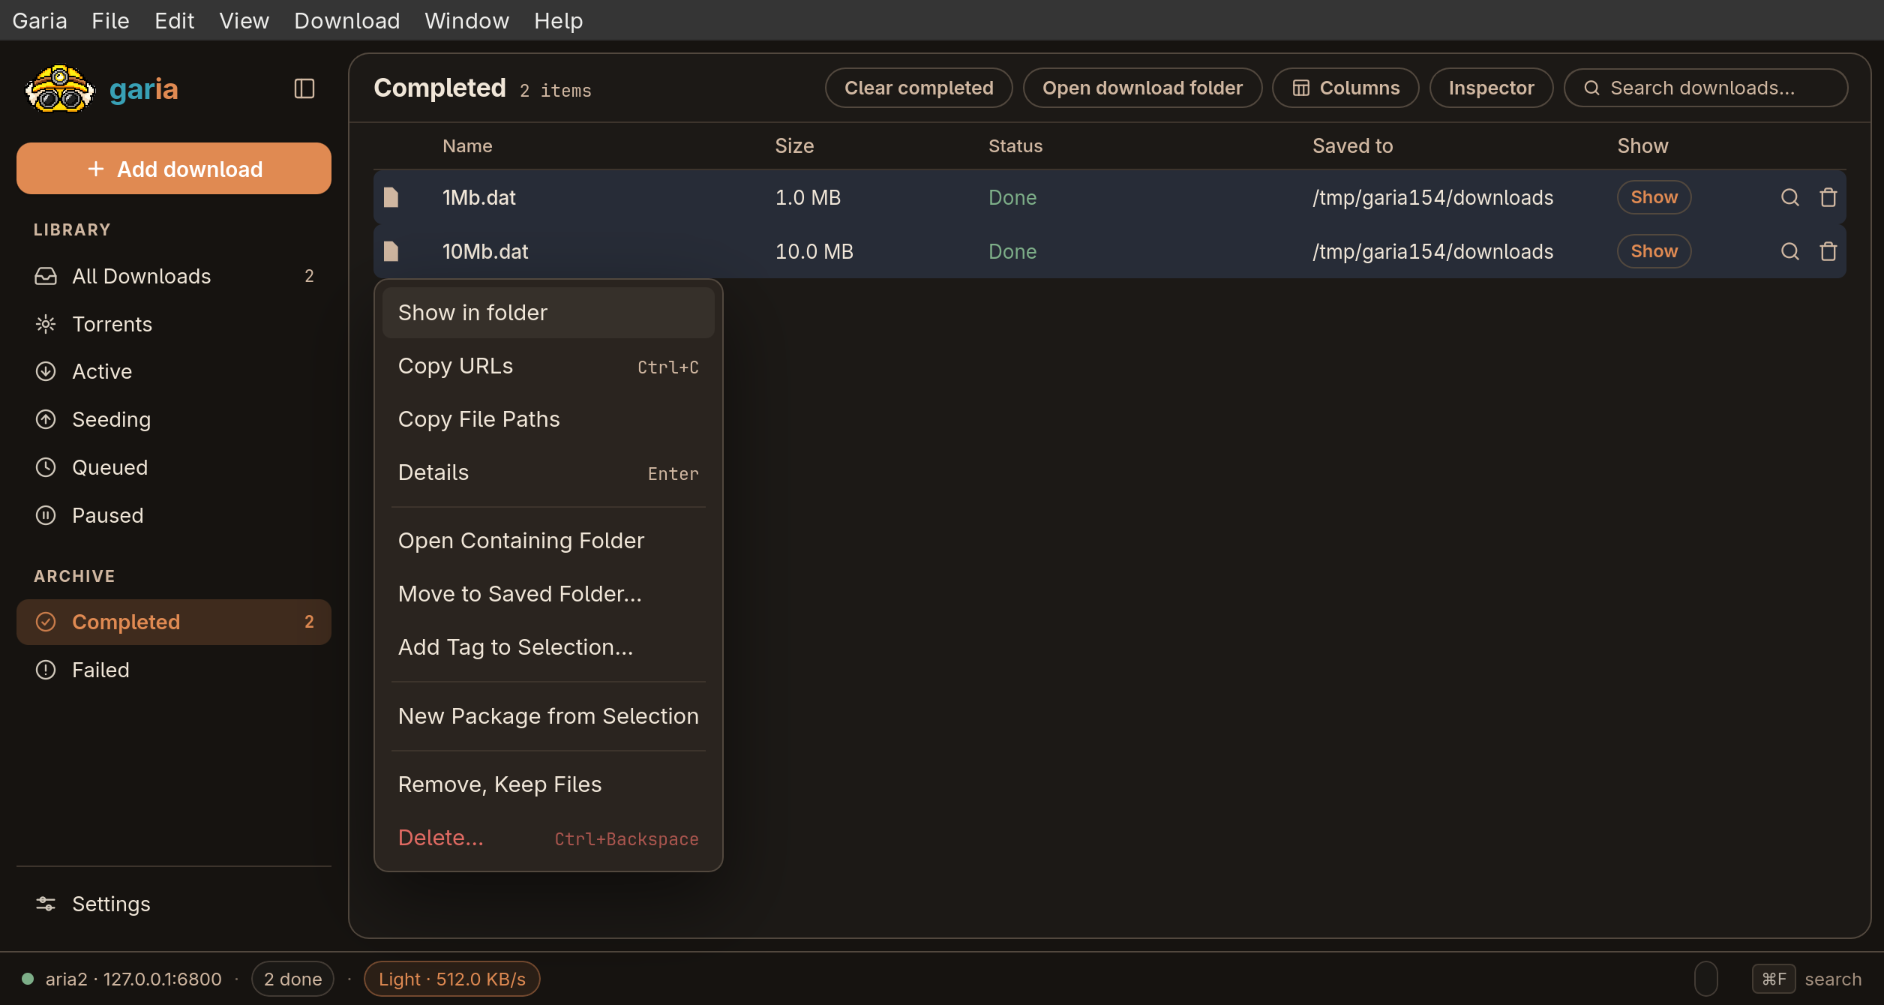 Garia File Edit View Download Window Help
garia
+ Add download
LIBRARY
All Downloads 2
Torrents
Active
Seeding
Queued
Paused
ARCHIVE
Completed 2
Failed
Settings
Completed 2 items
Clear completed Open download folder Columns Inspector Search downloads...
Name Size Status Saved to Show
1Mb.dat 1.0 MB Done /tmp/garia154/downloads Show
10Mb.dat 10.0 MB Done /tmp/garia154/downloads Show
Show in folder
Copy URLs Ctrl+C
Copy File Paths
Details Enter
Open Containing Folder
Move to Saved Folder...
Add Tag to Selection...
New Package from Selection
Remove, Keep Files
Delete... Ctrl+Backspace
aria2 · 127.0.0.1:6800 · 2 done · Light · 512.0 KB/s ⌘F search